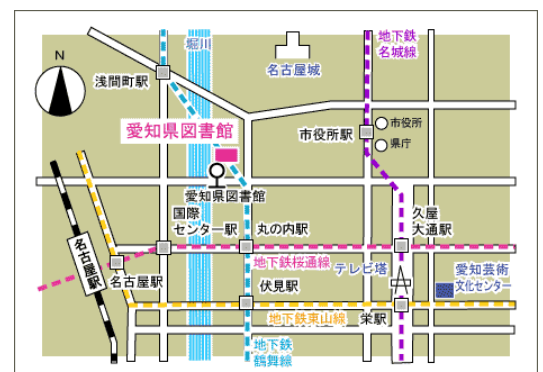 N
堀川
地下鉄
名城線
名古屋城
浅間町駅
愛知県図書館
市役所
市役所駅
県庁
愛知県図書館
国際
センター駅
丸の内駅
久屋
大通駅
名古屋駅
地下鉄桜通線
テレビ塔
愛知芸術
文化センター
名古屋駅
伏見駅
地下鉄東山線
栄駅
地下鉄
鶴舞線